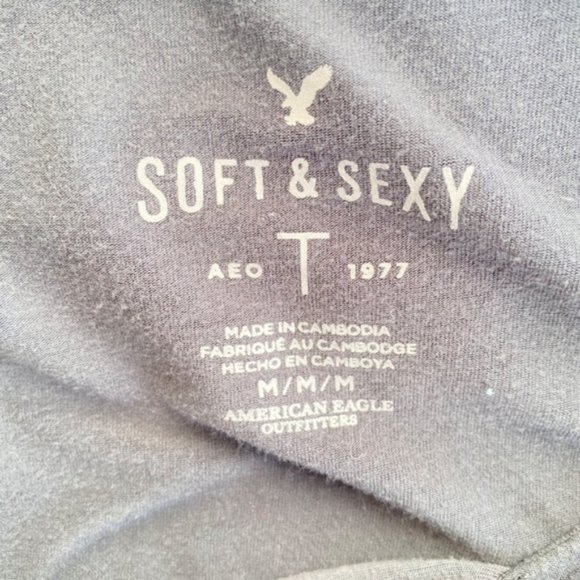 SOFT & SEXY
AEO T 1977
MADE IN CAMBODIA
FABRIQUÉ AU CAMBODGE
HECHO EN CAMBOYA
M/M/M
AMERICAN EAGLE
OUTFITTERS